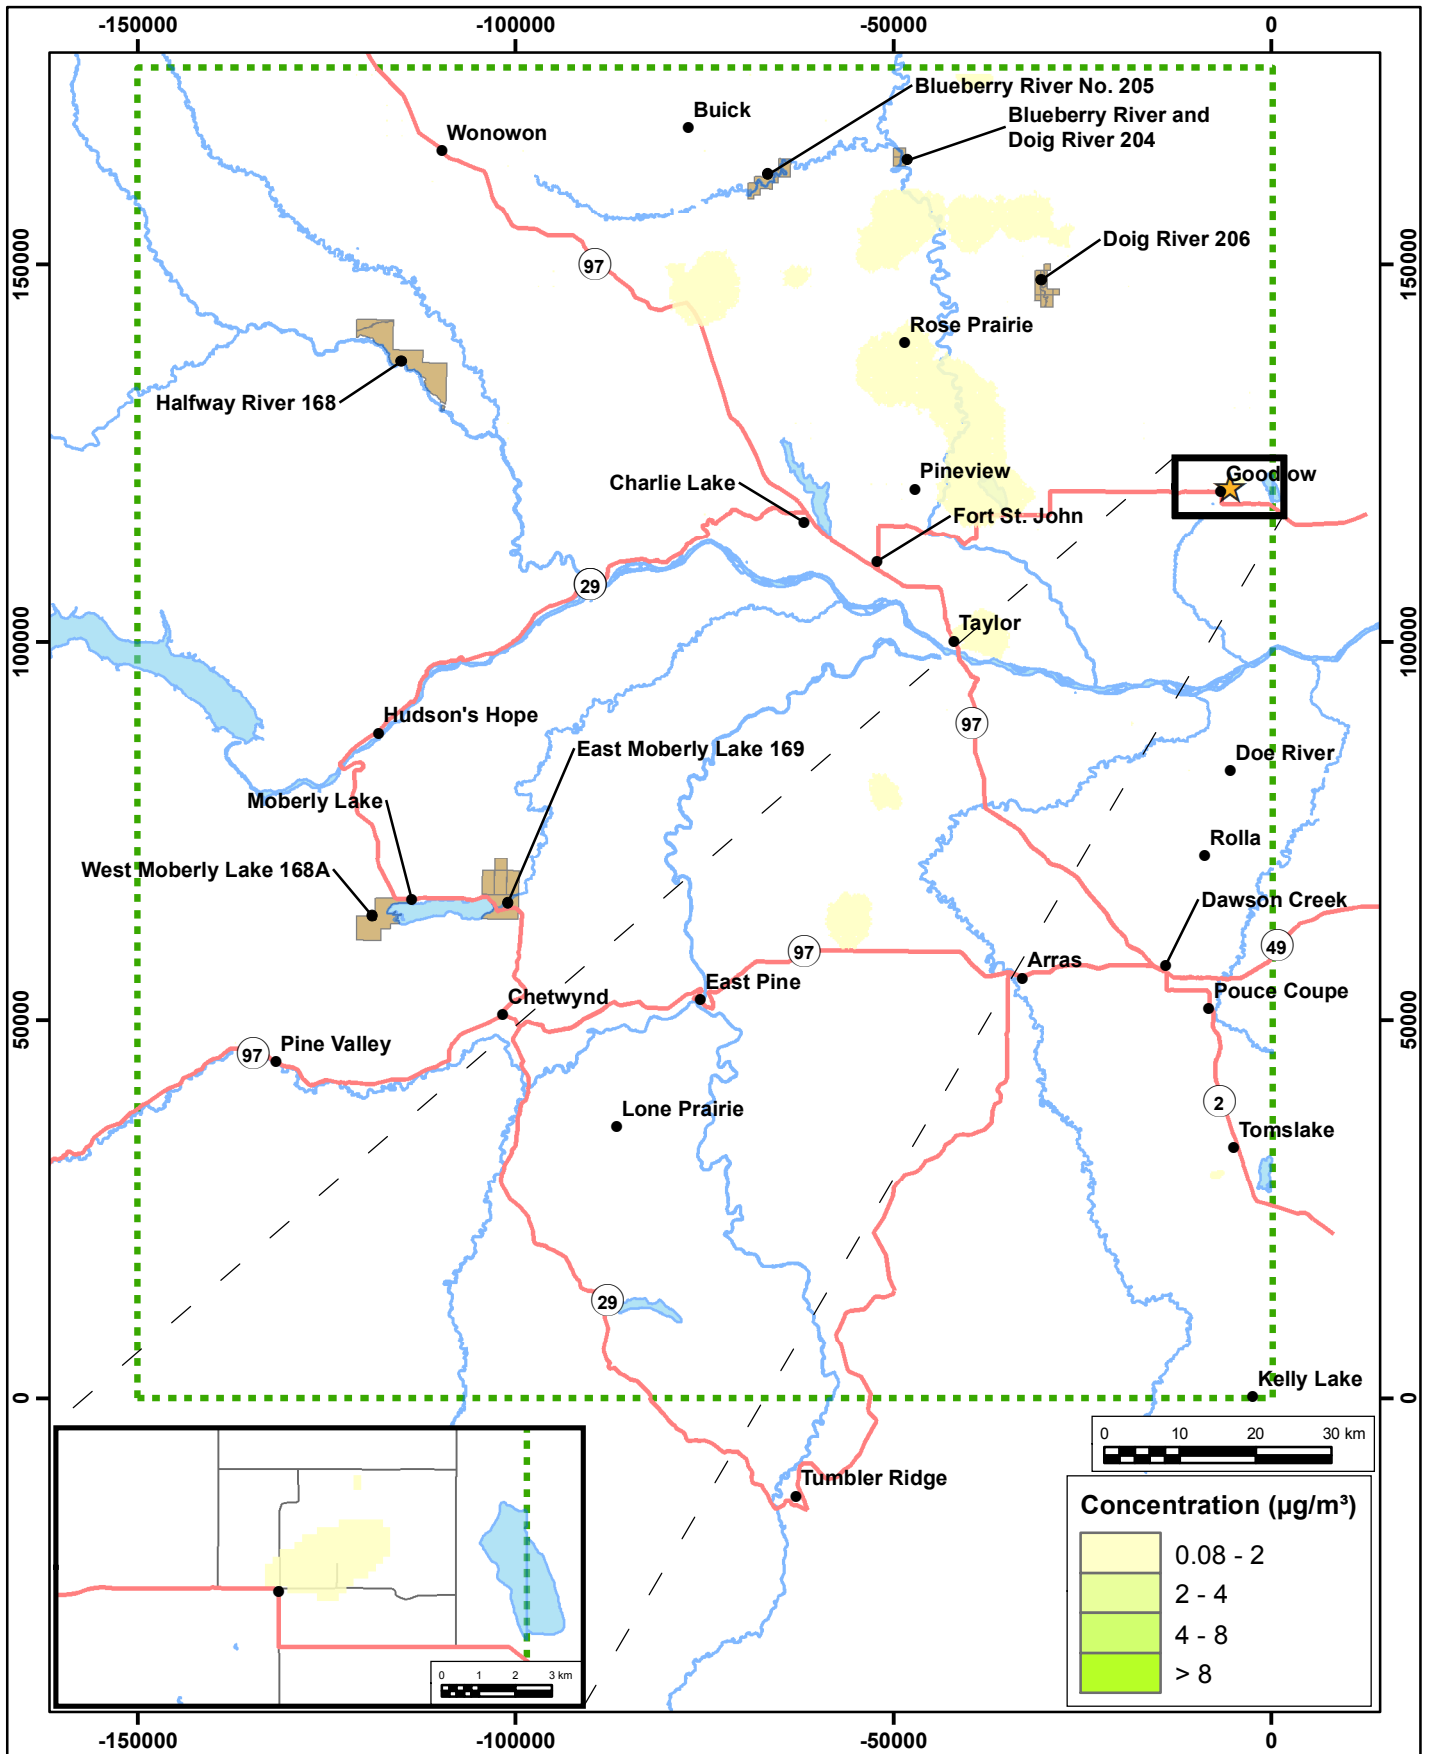 -150000
-100000
-50000
0
Blueberry River No. 205
Buick
Blueberry River and
Doig River 204
Wonowon
Doig River 206
150000
150000
97
Rose Prairie
Halfway River 168
Pineview
Goodlow
Charlie Lake
Fort St. John
29
Taylor
100000
100000
Hudson's Hope
97
East Moberly Lake 169
Doe River
Moberly Lake
Rolla
West Moberly Lake 168A
Dawson Creek
97
49
Arras
East Pine
Pouce Coupe
Chetwynd
50000
50000
97
Pine Valley
2
Lone Prairie
Tomslake
29
Kelly Lake
0
0
0 10 20 30 km
Tumbler Ridge
Concentration (µg/m³)
0.08 - 2
2 - 4
4 - 8
> 8
0 1 2 3 km
-150000
-100000
-50000
0